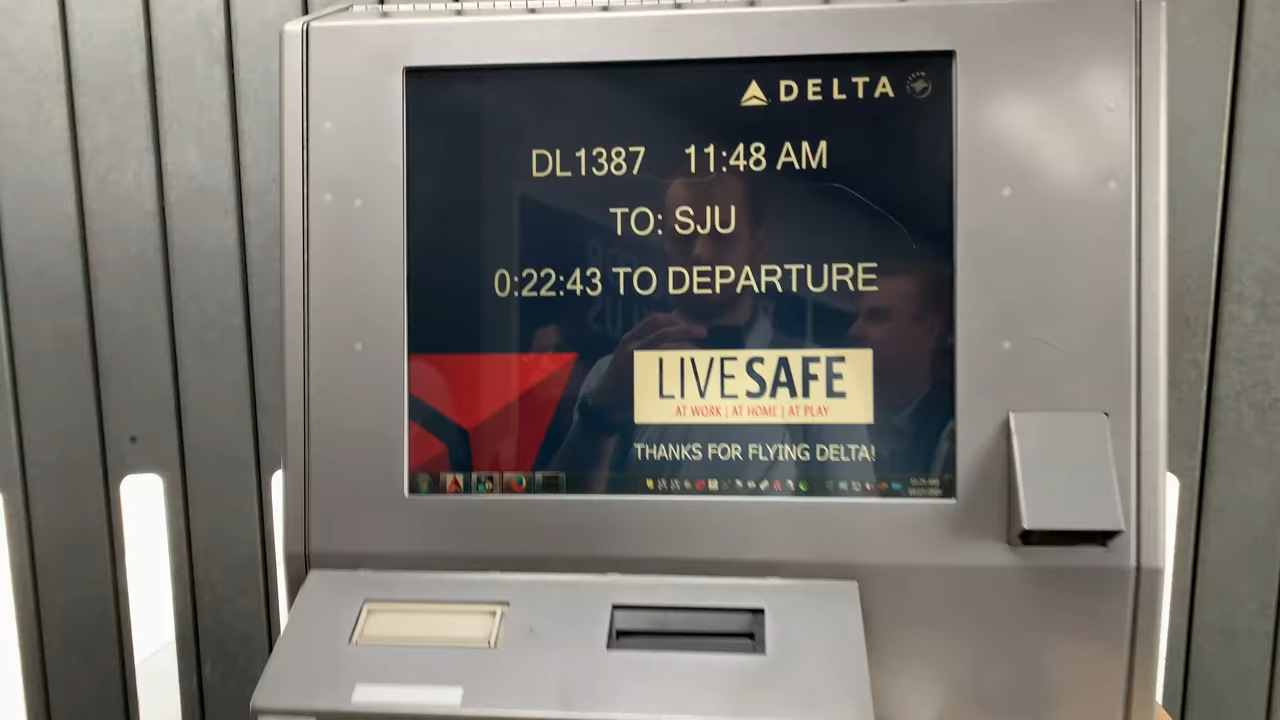 DELTA
DL1387 11:48 AM
TO: SJU
0:22:43 TO DEPARTURE
LIVESAFE
AT WORK | AT HOME | AT PLAY
THANKS FOR FLYING DELTA!